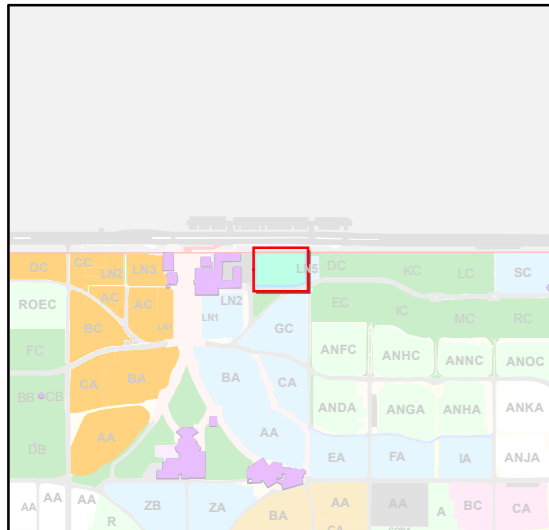 DC CC LN2 LN3 LN5 DC KC LC SC
ROEC AC AC LN2 EC IC MC RC
BC LN1 GC
FC ANFC ANHC ANNC ANOC
CA BA BA CA
BB CB ANDA ANGA ANHA ANKA
AA AA
DB EA FA IA ANJA
AA AA AA ZB ZA AA AA BC CA
R BA A